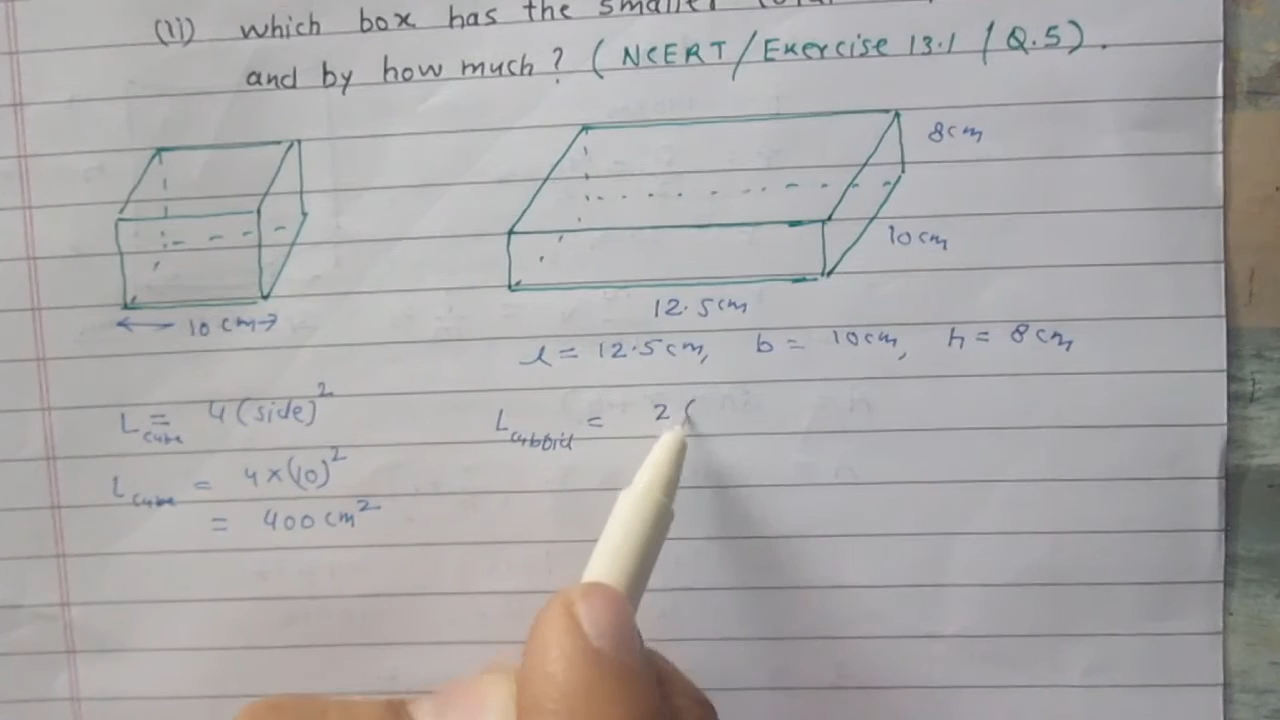 (ii) which box has the smaller
and by how much? (NCERT/Exercise 13.1/Q.5).
8cm
10cm
10 cm
12.5cm
l = 12.5cm, b = 10cm, h = 8cm
L cube = 4(side)²
L cuboid = 2(
L cube = 4×(10)²
= 400 cm²